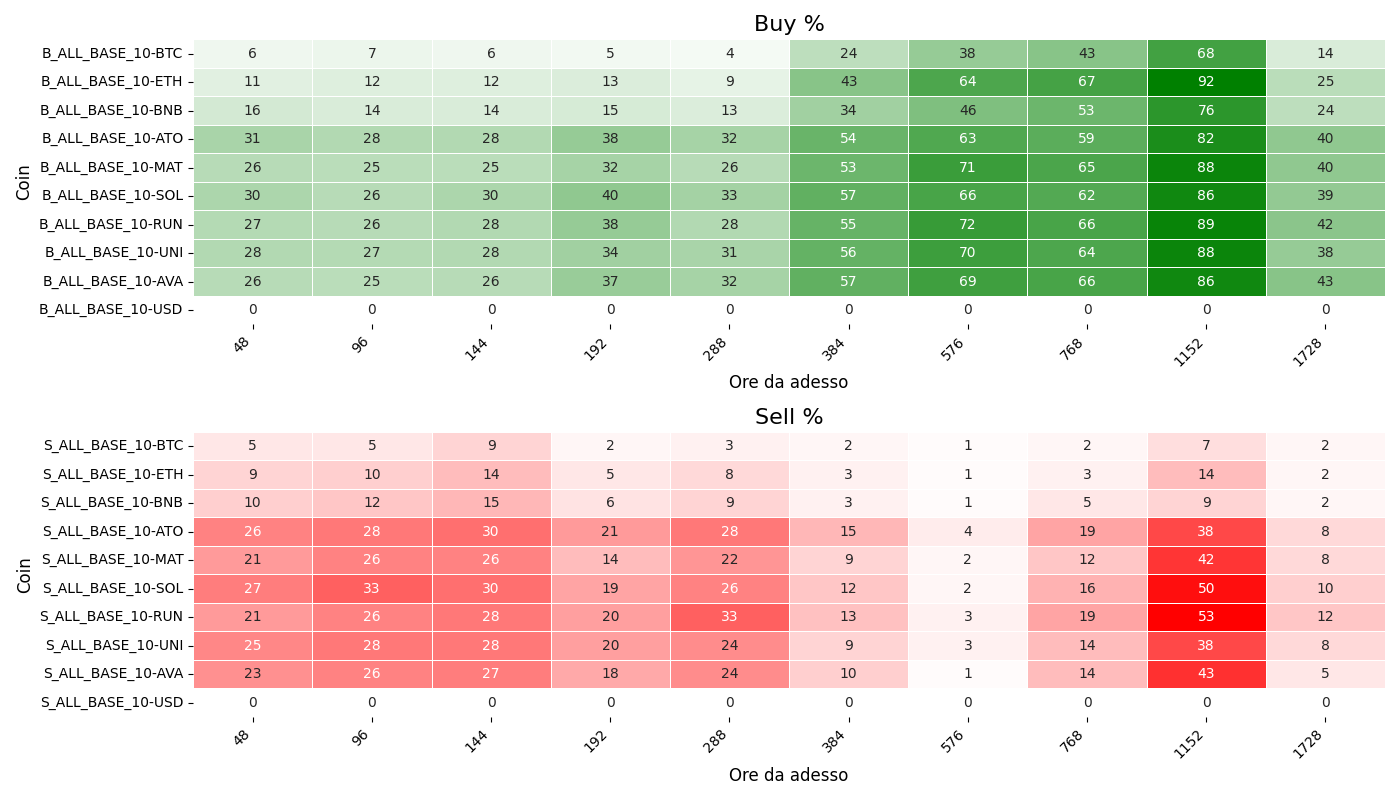 Buy %
Coin
B_ALL_BASE_10-BTC 6 7 6 5 4 24 38 43 68 14
B_ALL_BASE_10-ETH 11 12 12 13 9 43 64 67 92 25
B_ALL_BASE_10-BNB 16 14 14 15 13 34 46 53 76 24
B_ALL_BASE_10-ATO 31 28 28 38 32 54 63 59 82 40
B_ALL_BASE_10-MAT 26 25 25 32 26 53 71 65 88 40
B_ALL_BASE_10-SOL 30 26 30 40 33 57 66 62 86 39
B_ALL_BASE_10-RUN 27 26 28 38 28 55 72 66 89 42
B_ALL_BASE_10-UNI 28 27 28 34 31 56 70 64 88 38
B_ALL_BASE_10-AVA 26 25 26 37 32 57 69 66 86 43
B_ALL_BASE_10-USD 0 0 0 0 0 0 0 0 0 0
48 96 144 192 288 384 576 768 1152 1728
Ore da adesso
Sell %
Coin
S_ALL_BASE_10-BTC 5 5 9 2 3 2 1 2 7 2
S_ALL_BASE_10-ETH 9 10 14 5 8 3 1 3 14 2
S_ALL_BASE_10-BNB 10 12 15 6 9 3 1 5 9 2
S_ALL_BASE_10-ATO 26 28 30 21 28 15 4 19 38 8
S_ALL_BASE_10-MAT 21 26 26 14 22 9 2 12 42 8
S_ALL_BASE_10-SOL 27 33 30 19 26 12 2 16 50 10
S_ALL_BASE_10-RUN 21 26 28 20 33 13 3 19 53 12
S_ALL_BASE_10-UNI 25 28 28 20 24 9 3 14 38 8
S_ALL_BASE_10-AVA 23 26 27 18 24 10 1 14 43 5
S_ALL_BASE_10-USD 0 0 0 0 0 0 0 0 0 0
48 96 144 192 288 384 576 768 1152 1728
Ore da adesso